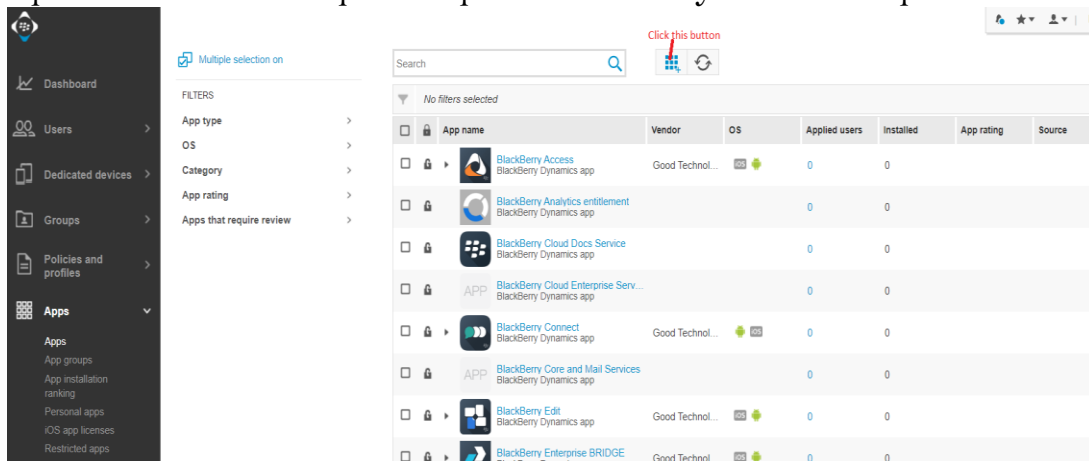 Click this button
Multiple selection on
Search
Dashboard
FILTERS
No filters selected
App type
Users
App name
Vendor
OS
Applied users
Installed
App rating
Source
OS
BlackBerry Access
BlackBerry Dynamics app
Good Technol...
iOS
0
0
Category
Dedicated devices
App rating
BlackBerry Analytics entitlement
BlackBerry Dynamics app
0
0
Apps that require review
Groups
BlackBerry Cloud Docs Service
BlackBerry Dynamics app
0
0
Policies and
profiles
APP
BlackBerry Cloud Enterprise Serv...
BlackBerry Dynamics app
0
0
Apps
BlackBerry Connect
BlackBerry Dynamics app
Good Technol...
iOS
0
0
Apps
App groups
App installation
ranking
APP
BlackBerry Core and Mail Services
BlackBerry Dynamics app
0
0
Personal apps
BlackBerry Edit
BlackBerry Dynamics app
Good Technol...
iOS
0
0
iOS app licenses
Restricted apps
BlackBerry Enterprise BRIDGE
Good Technol
iOS
0
0